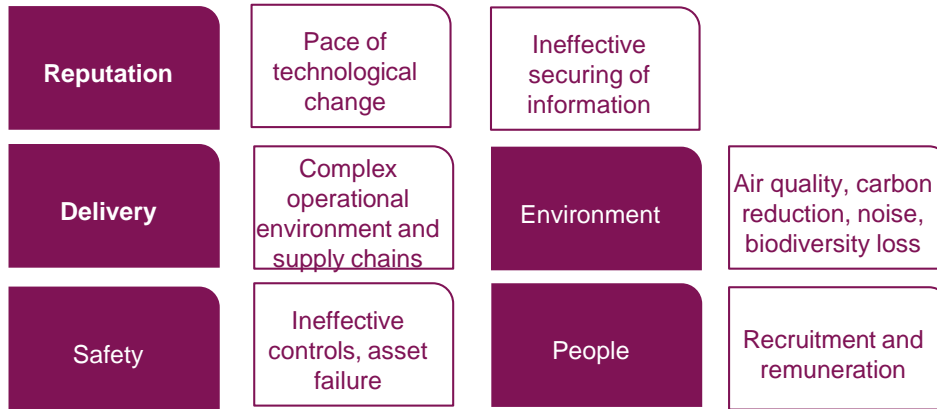 Reputation
Pace of
technological
change
Ineffective
securing of
information
Delivery
Complex
operational
environment and
supply chains
Environment
Air quality, carbon
reduction, noise,
biodiversity loss
Safety
Ineffective
controls, asset
failure
People
Recruitment and
remuneration